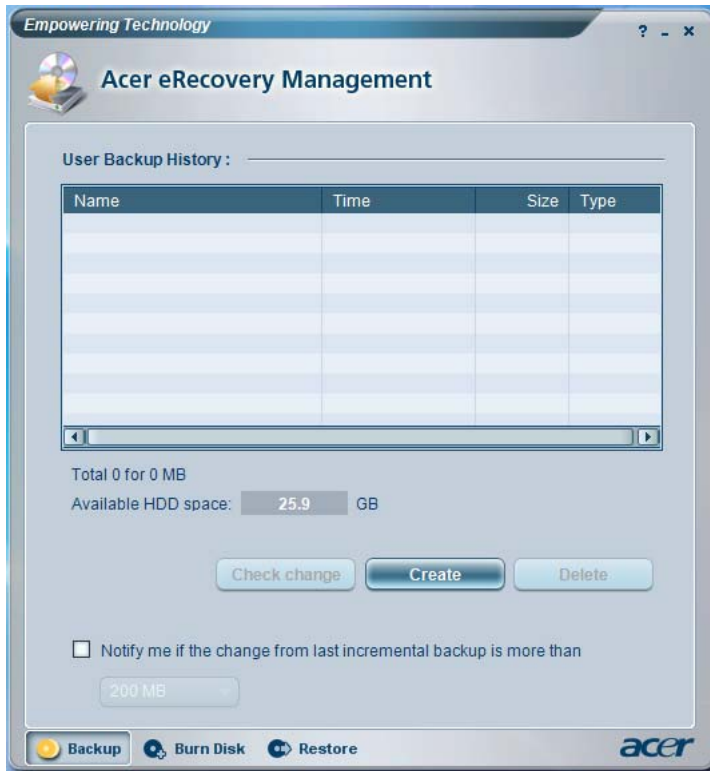 Empowering Technology
? - ×
Acer eRecovery Management
User Backup History :
Name Time Size Type
Total 0 for 0 MB
Available HDD space: 25.9 GB
Check change Create Delete
Notify me if the change from last incremental backup is more than
200 MB
Backup Burn Disk Restore acer